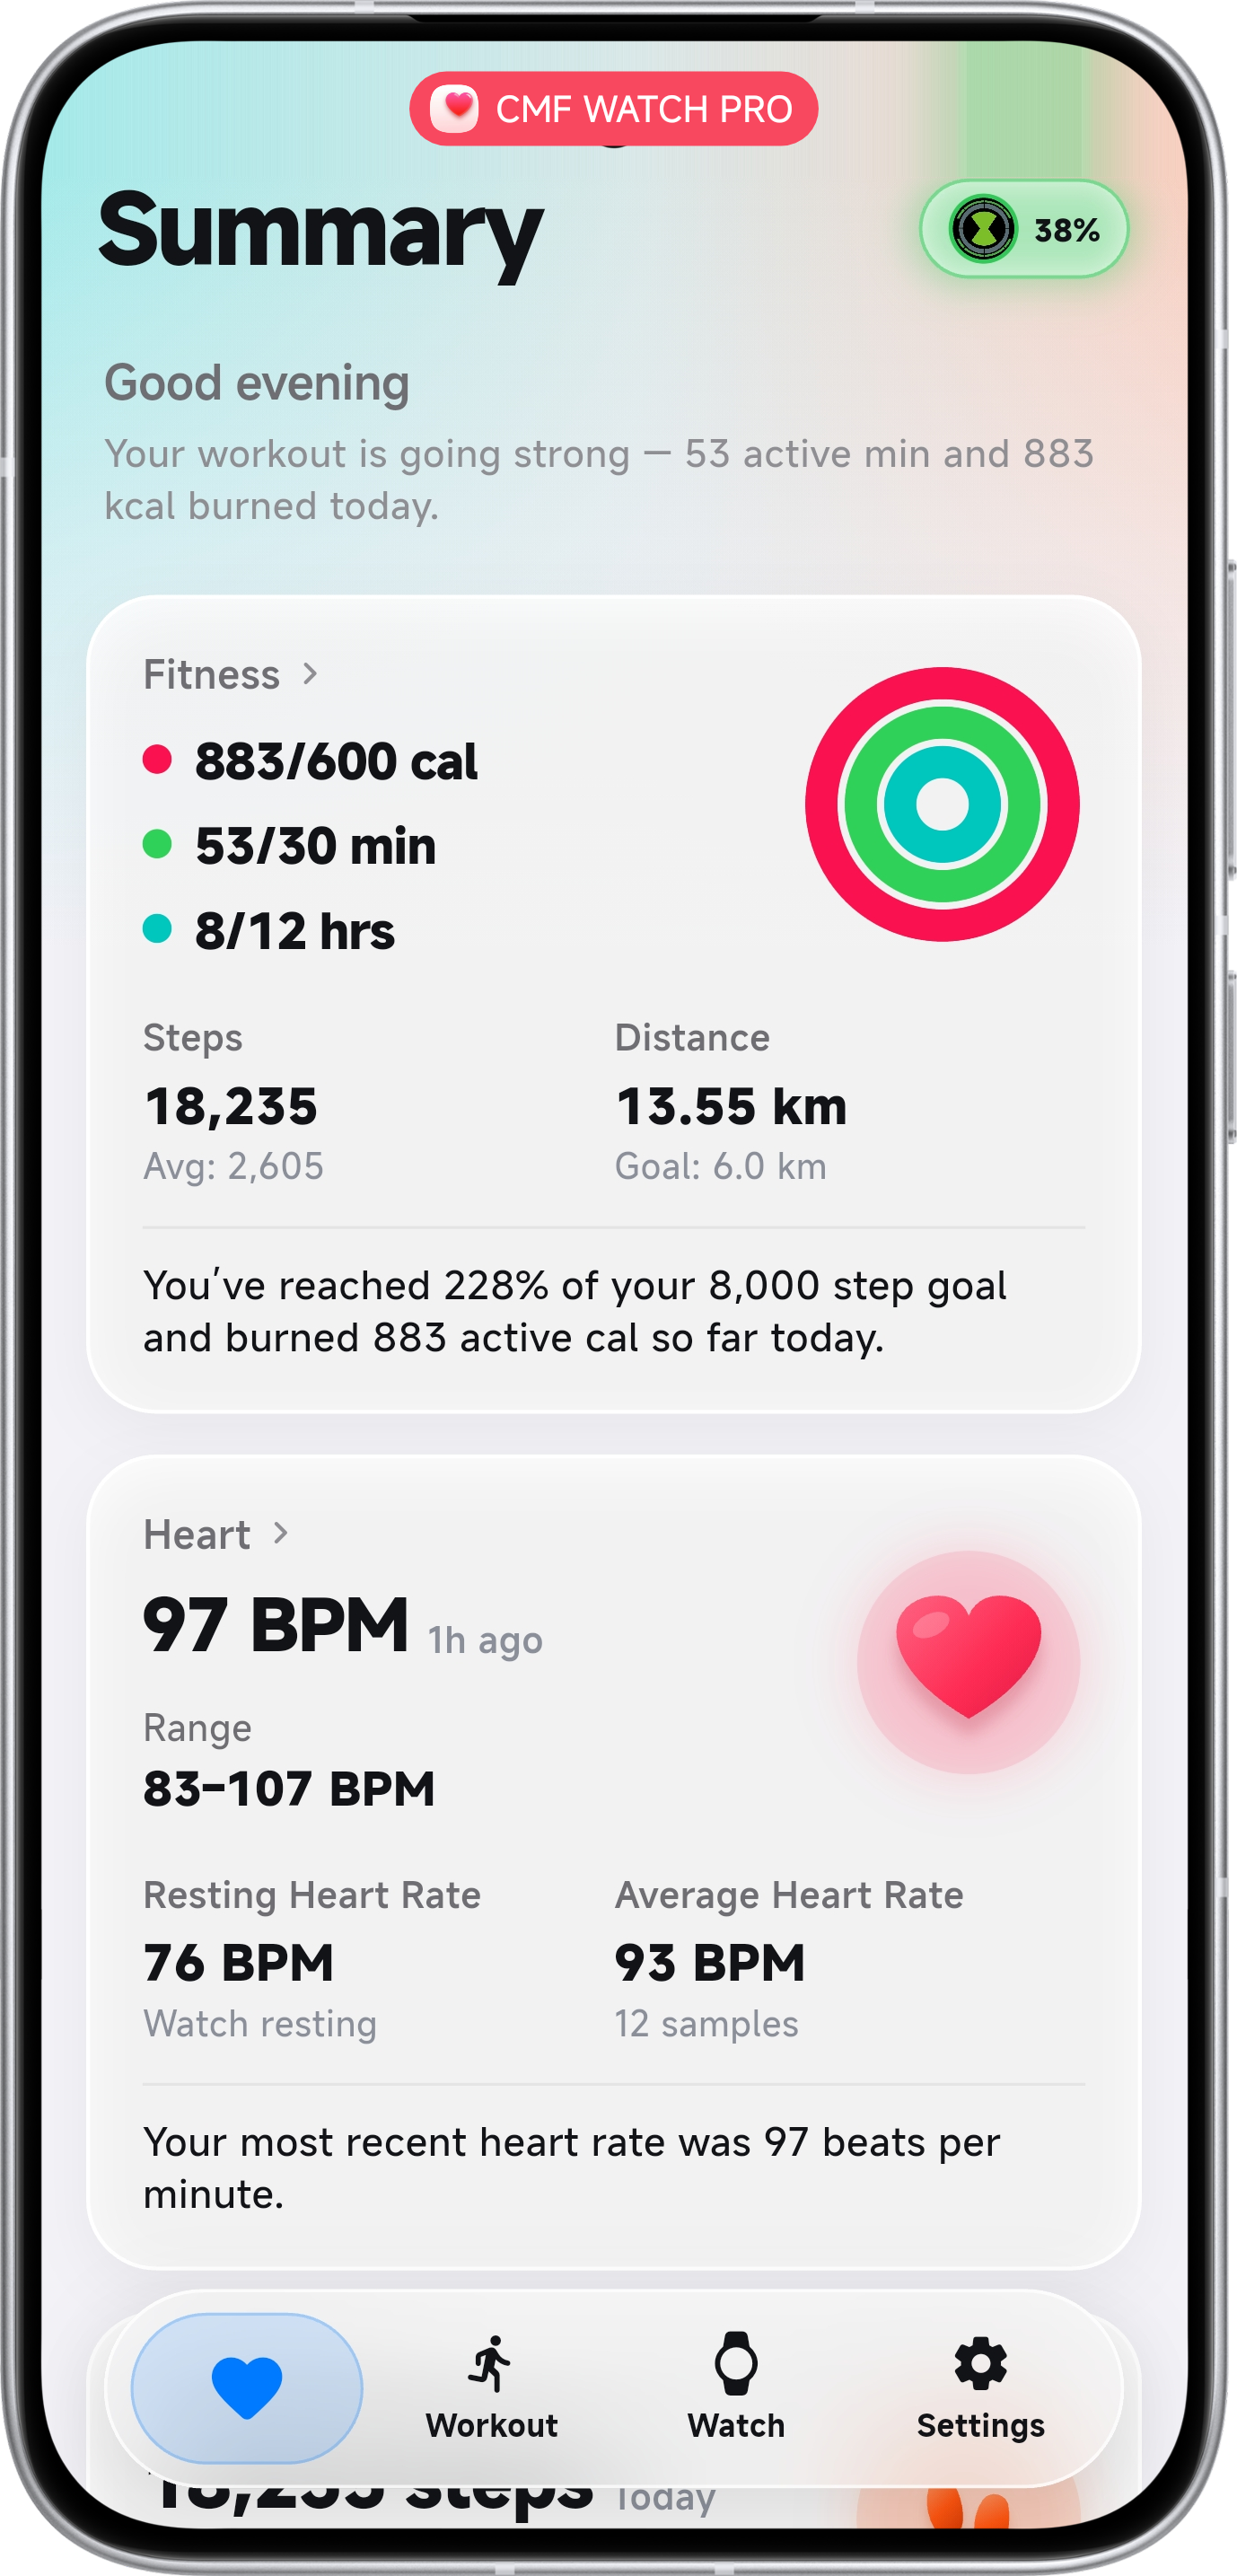 CMF WATCH PRO
Summary
38%
Good evening
Your workout is going strong — 53 active min and 883
kcal burned today.
Fitness
883/600 cal
53/30 min
8/12 hrs
Steps
Distance
18,235
13.55 km
Avg: 2,605
Goal: 6.0 km
You’ve reached 228% of your 8,000 step goal
and burned 883 active cal so far today.
Heart
97 BPM 1h ago
Range
83–107 BPM
Resting Heart Rate
Average Heart Rate
76 BPM
93 BPM
Watch resting
12 samples
Your most recent heart rate was 97 beats per
minute.
Workout
Watch
Settings
18,235 steps Today